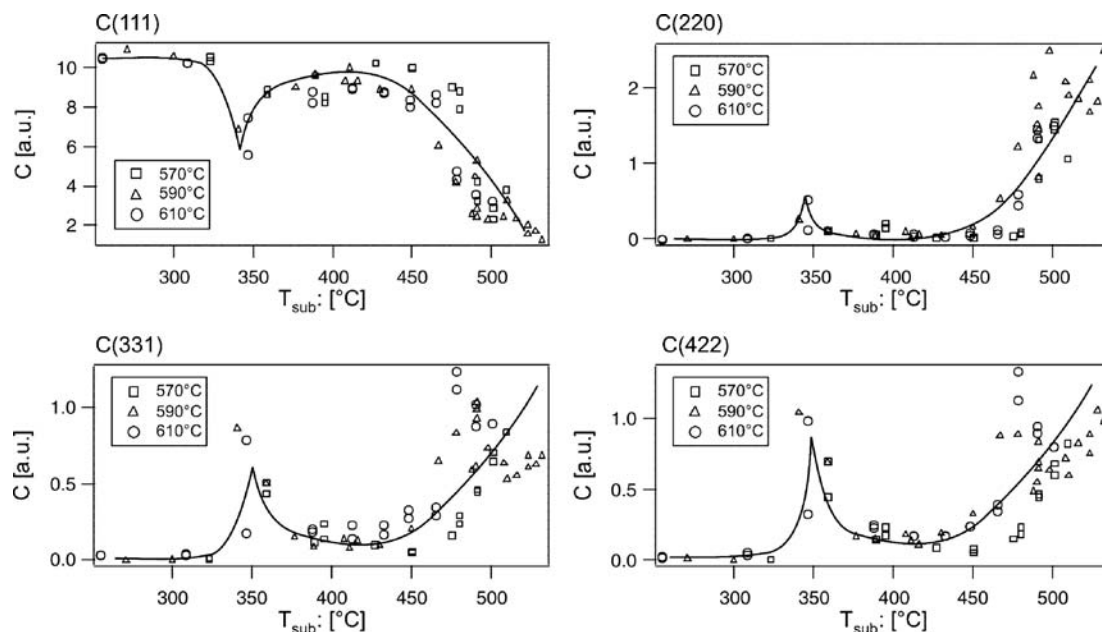 C(111)
C [a.u.]
10
8
6
4
2
570°C
590°C
610°C
300 350 400 450 500
T_sub: [°C]
C(220)
C [a.u.]
2
1
0
570°C
590°C
610°C
300 350 400 450 500
T_sub: [°C]
C(331)
C [a.u.]
1.0
0.5
0.0
570°C
590°C
610°C
300 350 400 450 500
T_sub: [°C]
C(422)
C [a.u.]
1.0
0.5
0.0
570°C
590°C
610°C
300 350 400 450 500
T_sub: [°C]